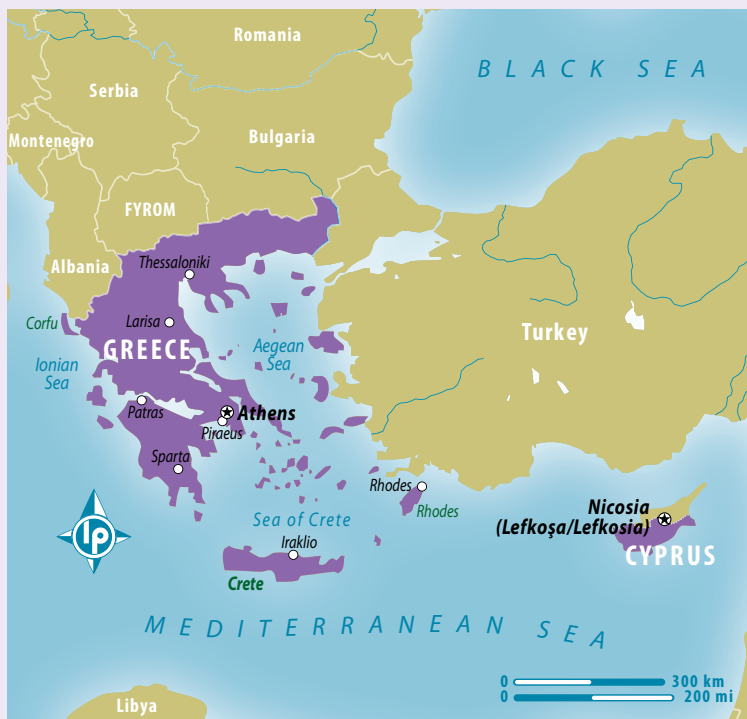 Romania
BLACK SEA
Serbia
Bulgaria
Montenegro
FYROM
Albania
Thessaloniki
Corfu
Larisa
Turkey
GREECE
Aegean
Sea
Ionian
Sea
Patras
Athens
Piraeus
Sparta
Rhodes
Rhodes
Nicosia
(Lefkoşa/Lefkosia)
CYPRUS
Sea of Crete
lp
Iraklio
Crete
MEDITERRANEAN SEA
0 300 km
0 200 mi
Libya